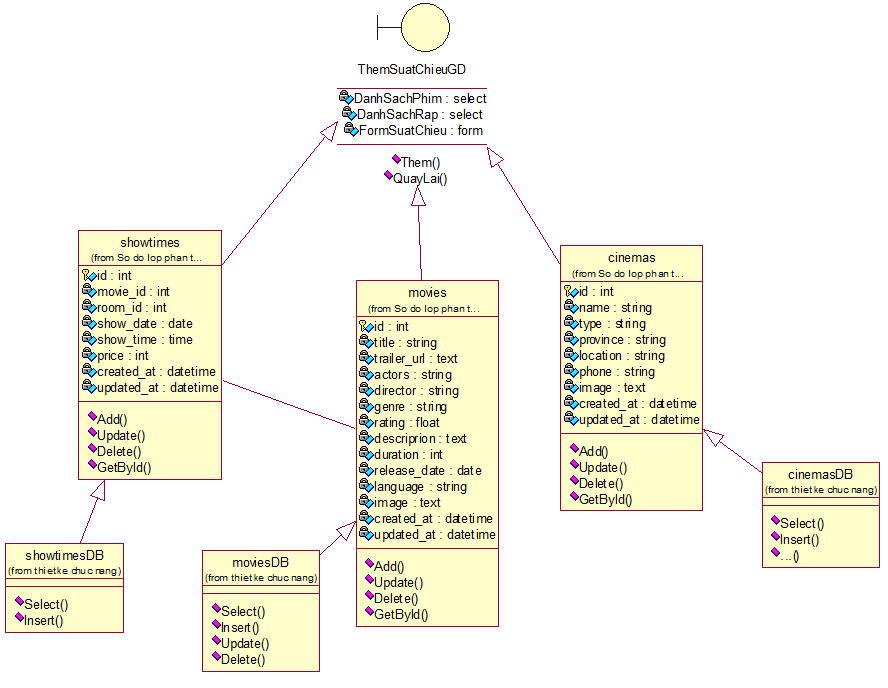 ThemSuatChieuGD
DanhSachPhim : select
DanhSachRap : select
FormSuatChieu : form
Them()
QuayLai()
showtimes
(from So do lop phan t...
id : int
movie_id : int
room_id : int
show_date : date
show_time : time
price : int
created_at : datetime
updated_at : datetime
Add()
Update()
Delete()
GetById()
movies
(from So do lop phan t...
id : int
title : string
trailer_url : text
actors : string
director : string
genre : string
rating : float
descriprion : text
duration : int
release_date : date
language : string
image : text
created_at : datetime
updated_at : datetime
Add()
Update()
Delete()
GetById()
cinemas
(from So do lop phan t...
id : int
name : string
type : string
province : string
location : string
phone : string
image : text
created_at : datetime
updated_at : datetime
Add()
Update()
Delete()
GetById()
showtimesDB
(from thiet ke chuc nang)
Select()
Insert()
moviesDB
(from thiet ke chuc nang)
Select()
Insert()
Update()
Delete()
cinemasDB
(from thiet ke chuc nang)
Select()
Insert()
...()